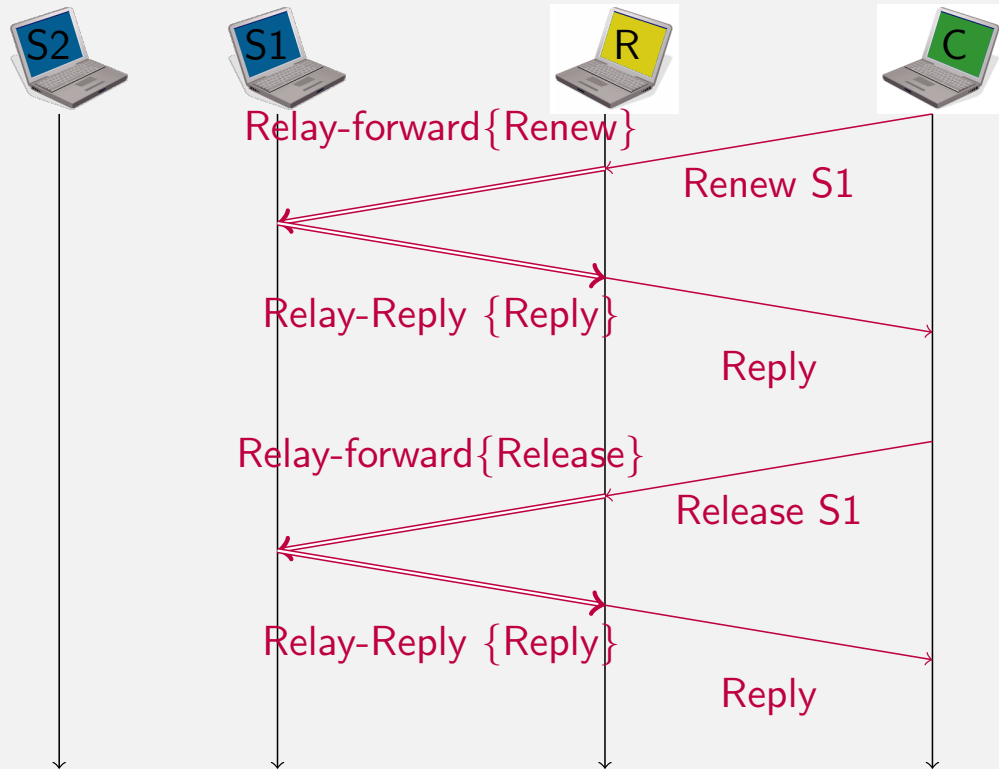 S2
S1
R
C
Relay-forward{Renew}
Renew S1
Relay-Reply {Reply}
Reply
Relay-forward{Release}
Release S1
Relay-Reply {Reply}
Reply